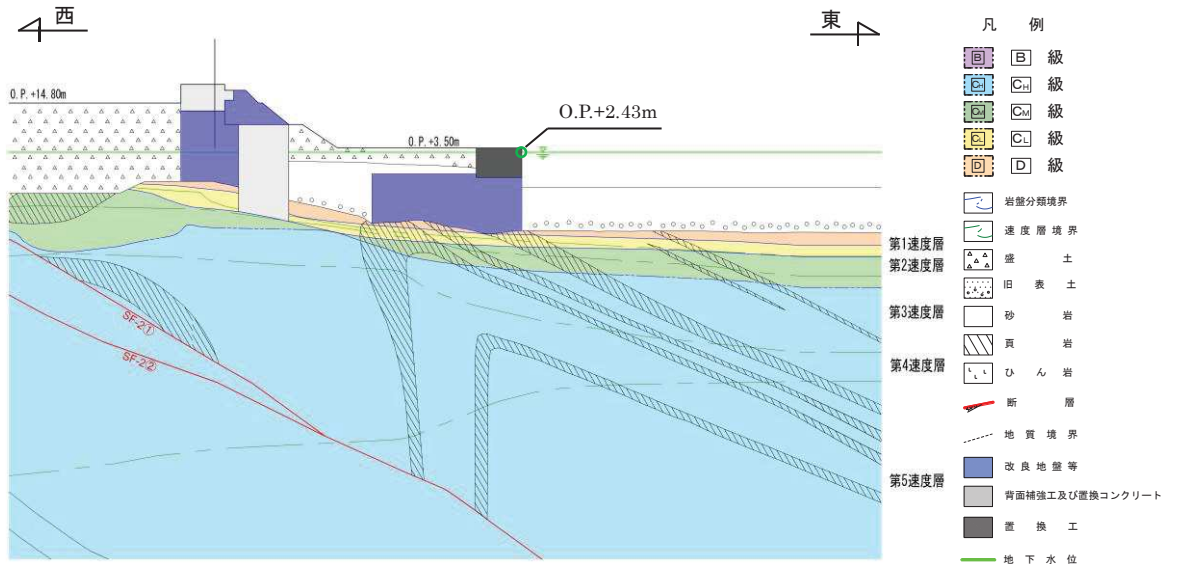 西
東
O.P.+14.80m
O.P.+3.50m
O.P.+2.43m
SF-2①
SF-2②
第1速度層
第2速度層
第3速度層
第4速度層
第5速度層
凡 例
B B 級
CH CH 級
CM CM 級
CL CL 級
D D 級
岩盤分類境界
速度層境界
盛 土
旧 表 土
砂 岩
頁 岩
ひ ん 岩
断 層
地 質 境 界
改 良 地 盤 等
背面補強工及び置換コンクリート
置 換 工
地 下 水 位